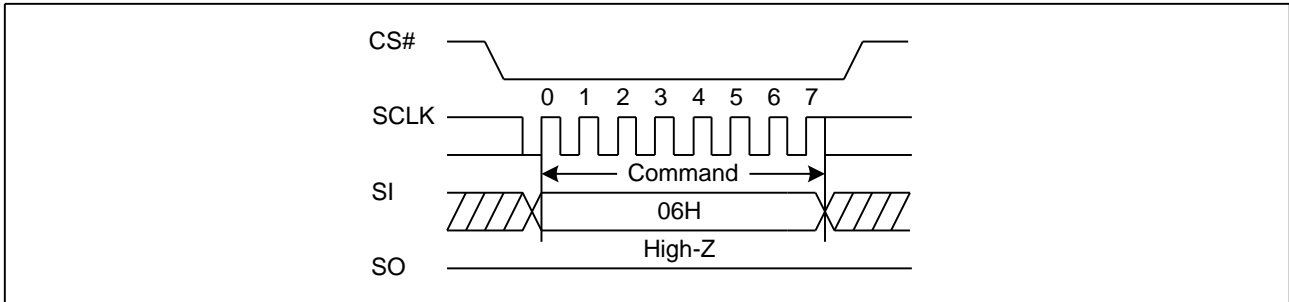 CS#
0 1 2 3 4 5 6 7
SCLK
Command
SI
06H
High-Z
SO